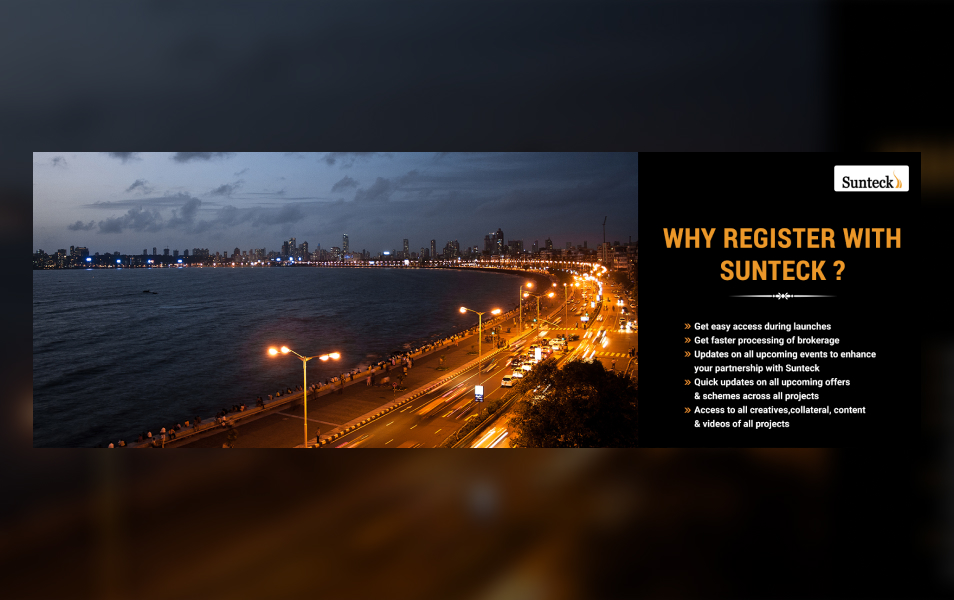 Sunteck
WHY REGISTER WITH
SUNTECK ?
Get easy access during launches
Get faster processing of brokerage
Updates on all upcoming events to enhance
your partnership with Sunteck
Quick updates on all upcoming offers
& schemes across all projects
Access to all creatives,collateral, content
& videos of all projects